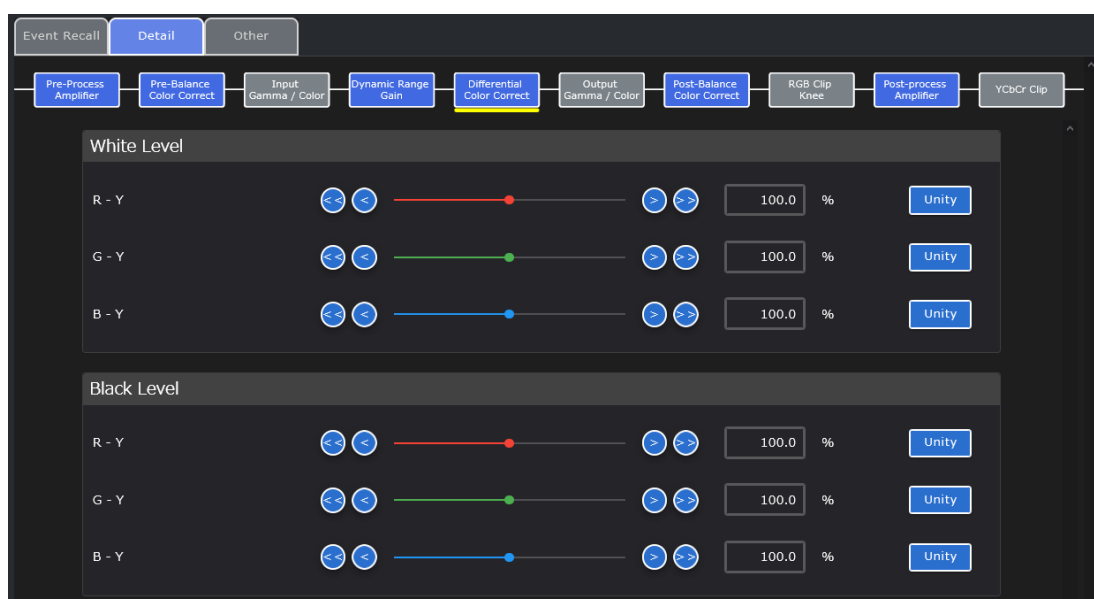 Event Recall Detail Other
Pre-Process Amplifier
Pre-Balance Color Correct
Input Gamma / Color
Dynamic Range Gain
Differential Color Correct
Output Gamma / Color
Post-Balance Color Correct
RGB Clip Knee
Post-process Amplifier
YCbCr Clip
White Level
R - Y << < > >> 100.0 % Unity
G - Y << < > >> 100.0 % Unity
B - Y << < > >> 100.0 % Unity
Black Level
R - Y << < > >> 100.0 % Unity
G - Y << < > >> 100.0 % Unity
B - Y << < > >> 100.0 % Unity